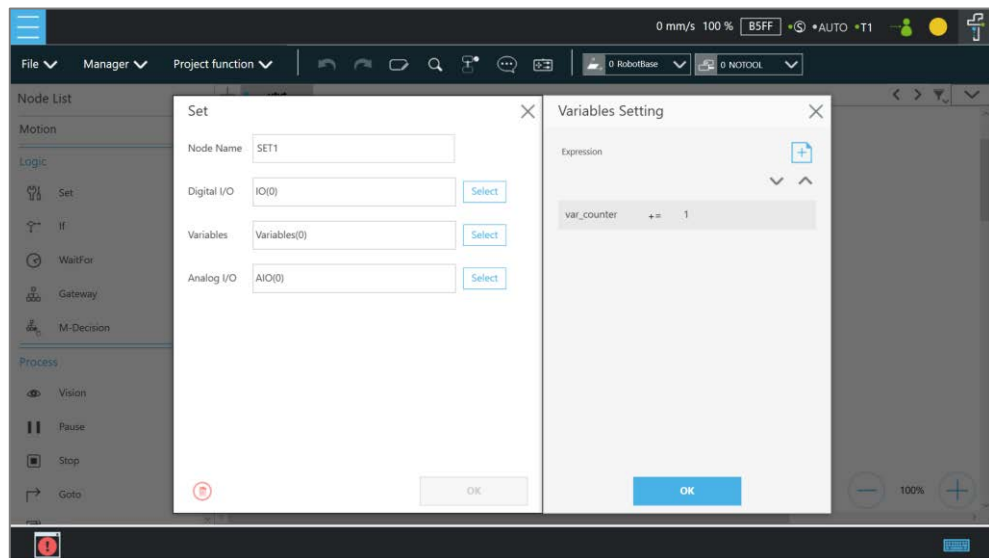 0 mm/s 100 % B5FF •Ⓢ •AUTO •T1
File Manager Project function 0 RobotBase 0 NOTOOL
Node List
Motion
Logic
Set
If
WaitFor
Gateway
M-Decision
Process
Vision
Pause
Stop
Goto
Set
Node Name SET1
Digital I/O IO(0) Select
Variables Variables(0) Select
Analog I/O AIO(0) Select
OK
Variables Setting
Expression
var_counter += 1
OK
100%